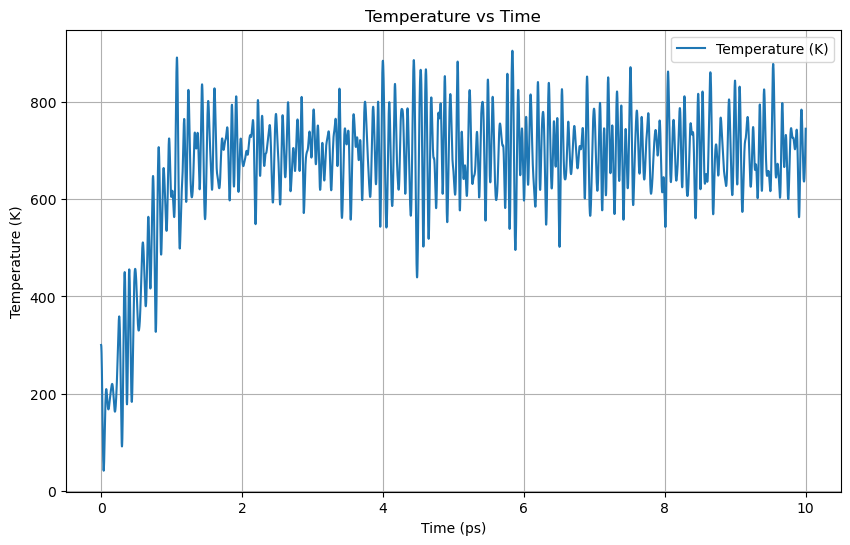 Temperature vs Time
Temperature (K)
Temperature (K)
800
600
400
200
0
0 2 4 6 8 10
Time (ps)